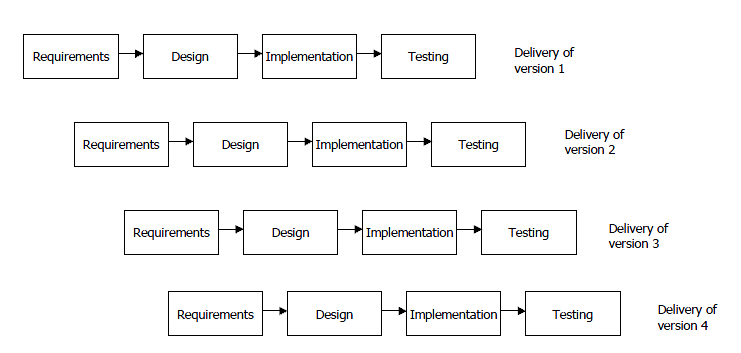 Requirements Design Implementation Testing Delivery of
version 1
Requirements Design Implementation Testing Delivery of
version 2
Requirements Design Implementation Testing Delivery of
version 3
Requirements Design Implementation Testing Delivery of
version 4